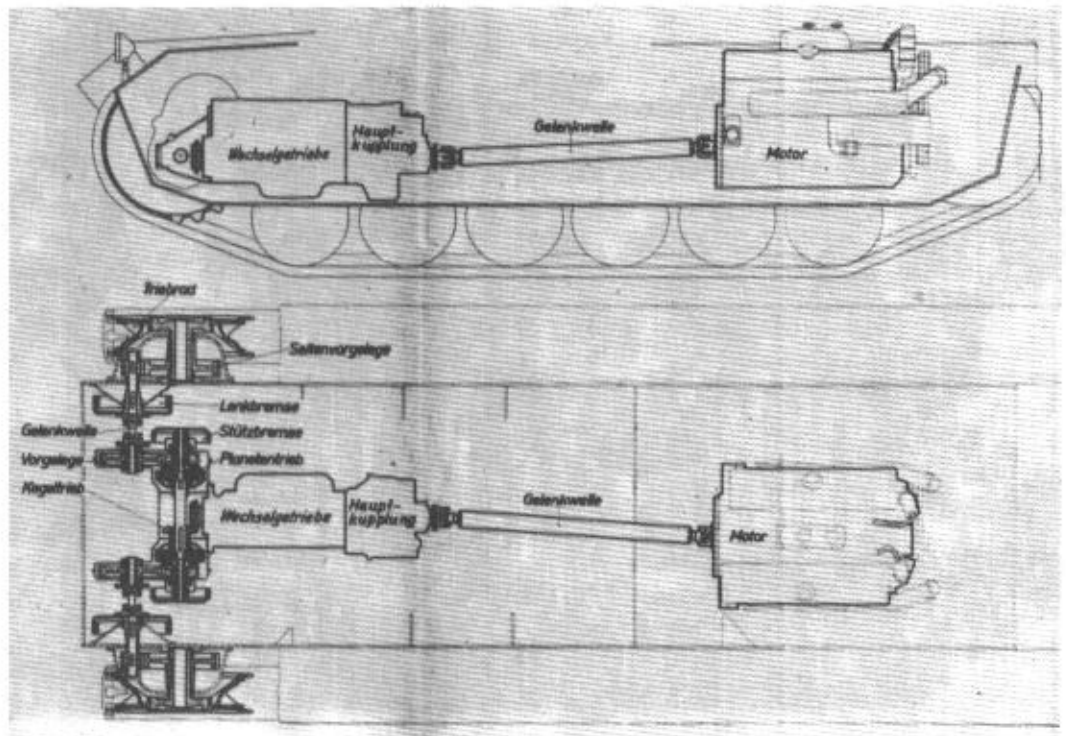 Wechselgetriebe
Haupt-
kupplung
Gelenkwelle
Motor
Triebrad
Seitenvorgelege
Lenkbremse
Gelenkwelle
Stützbremse
Vorgelege
Planetentrieb
Kegeltrieb
Wechselgetriebe
Haupt-
kupplung
Gelenkwelle
Motor